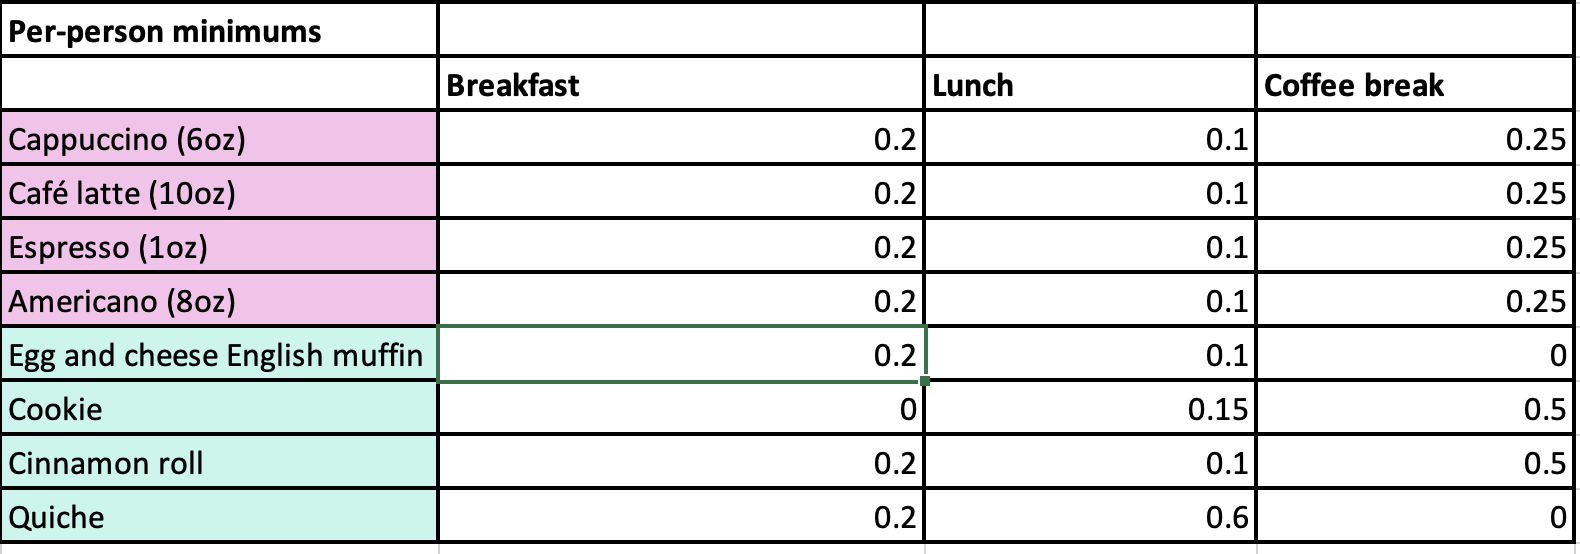 Per-person minimums
Breakfast Lunch Coffee break
Cappuccino (6oz) 0.2 0.1 0.25
Café latte (10oz) 0.2 0.1 0.25
Espresso (1oz) 0.2 0.1 0.25
Americano (8oz) 0.2 0.1 0.25
Egg and cheese English muffin 0.2 0.1 0
Cookie 0 0.15 0.5
Cinnamon roll 0.2 0.1 0.5
Quiche 0.2 0.6 0